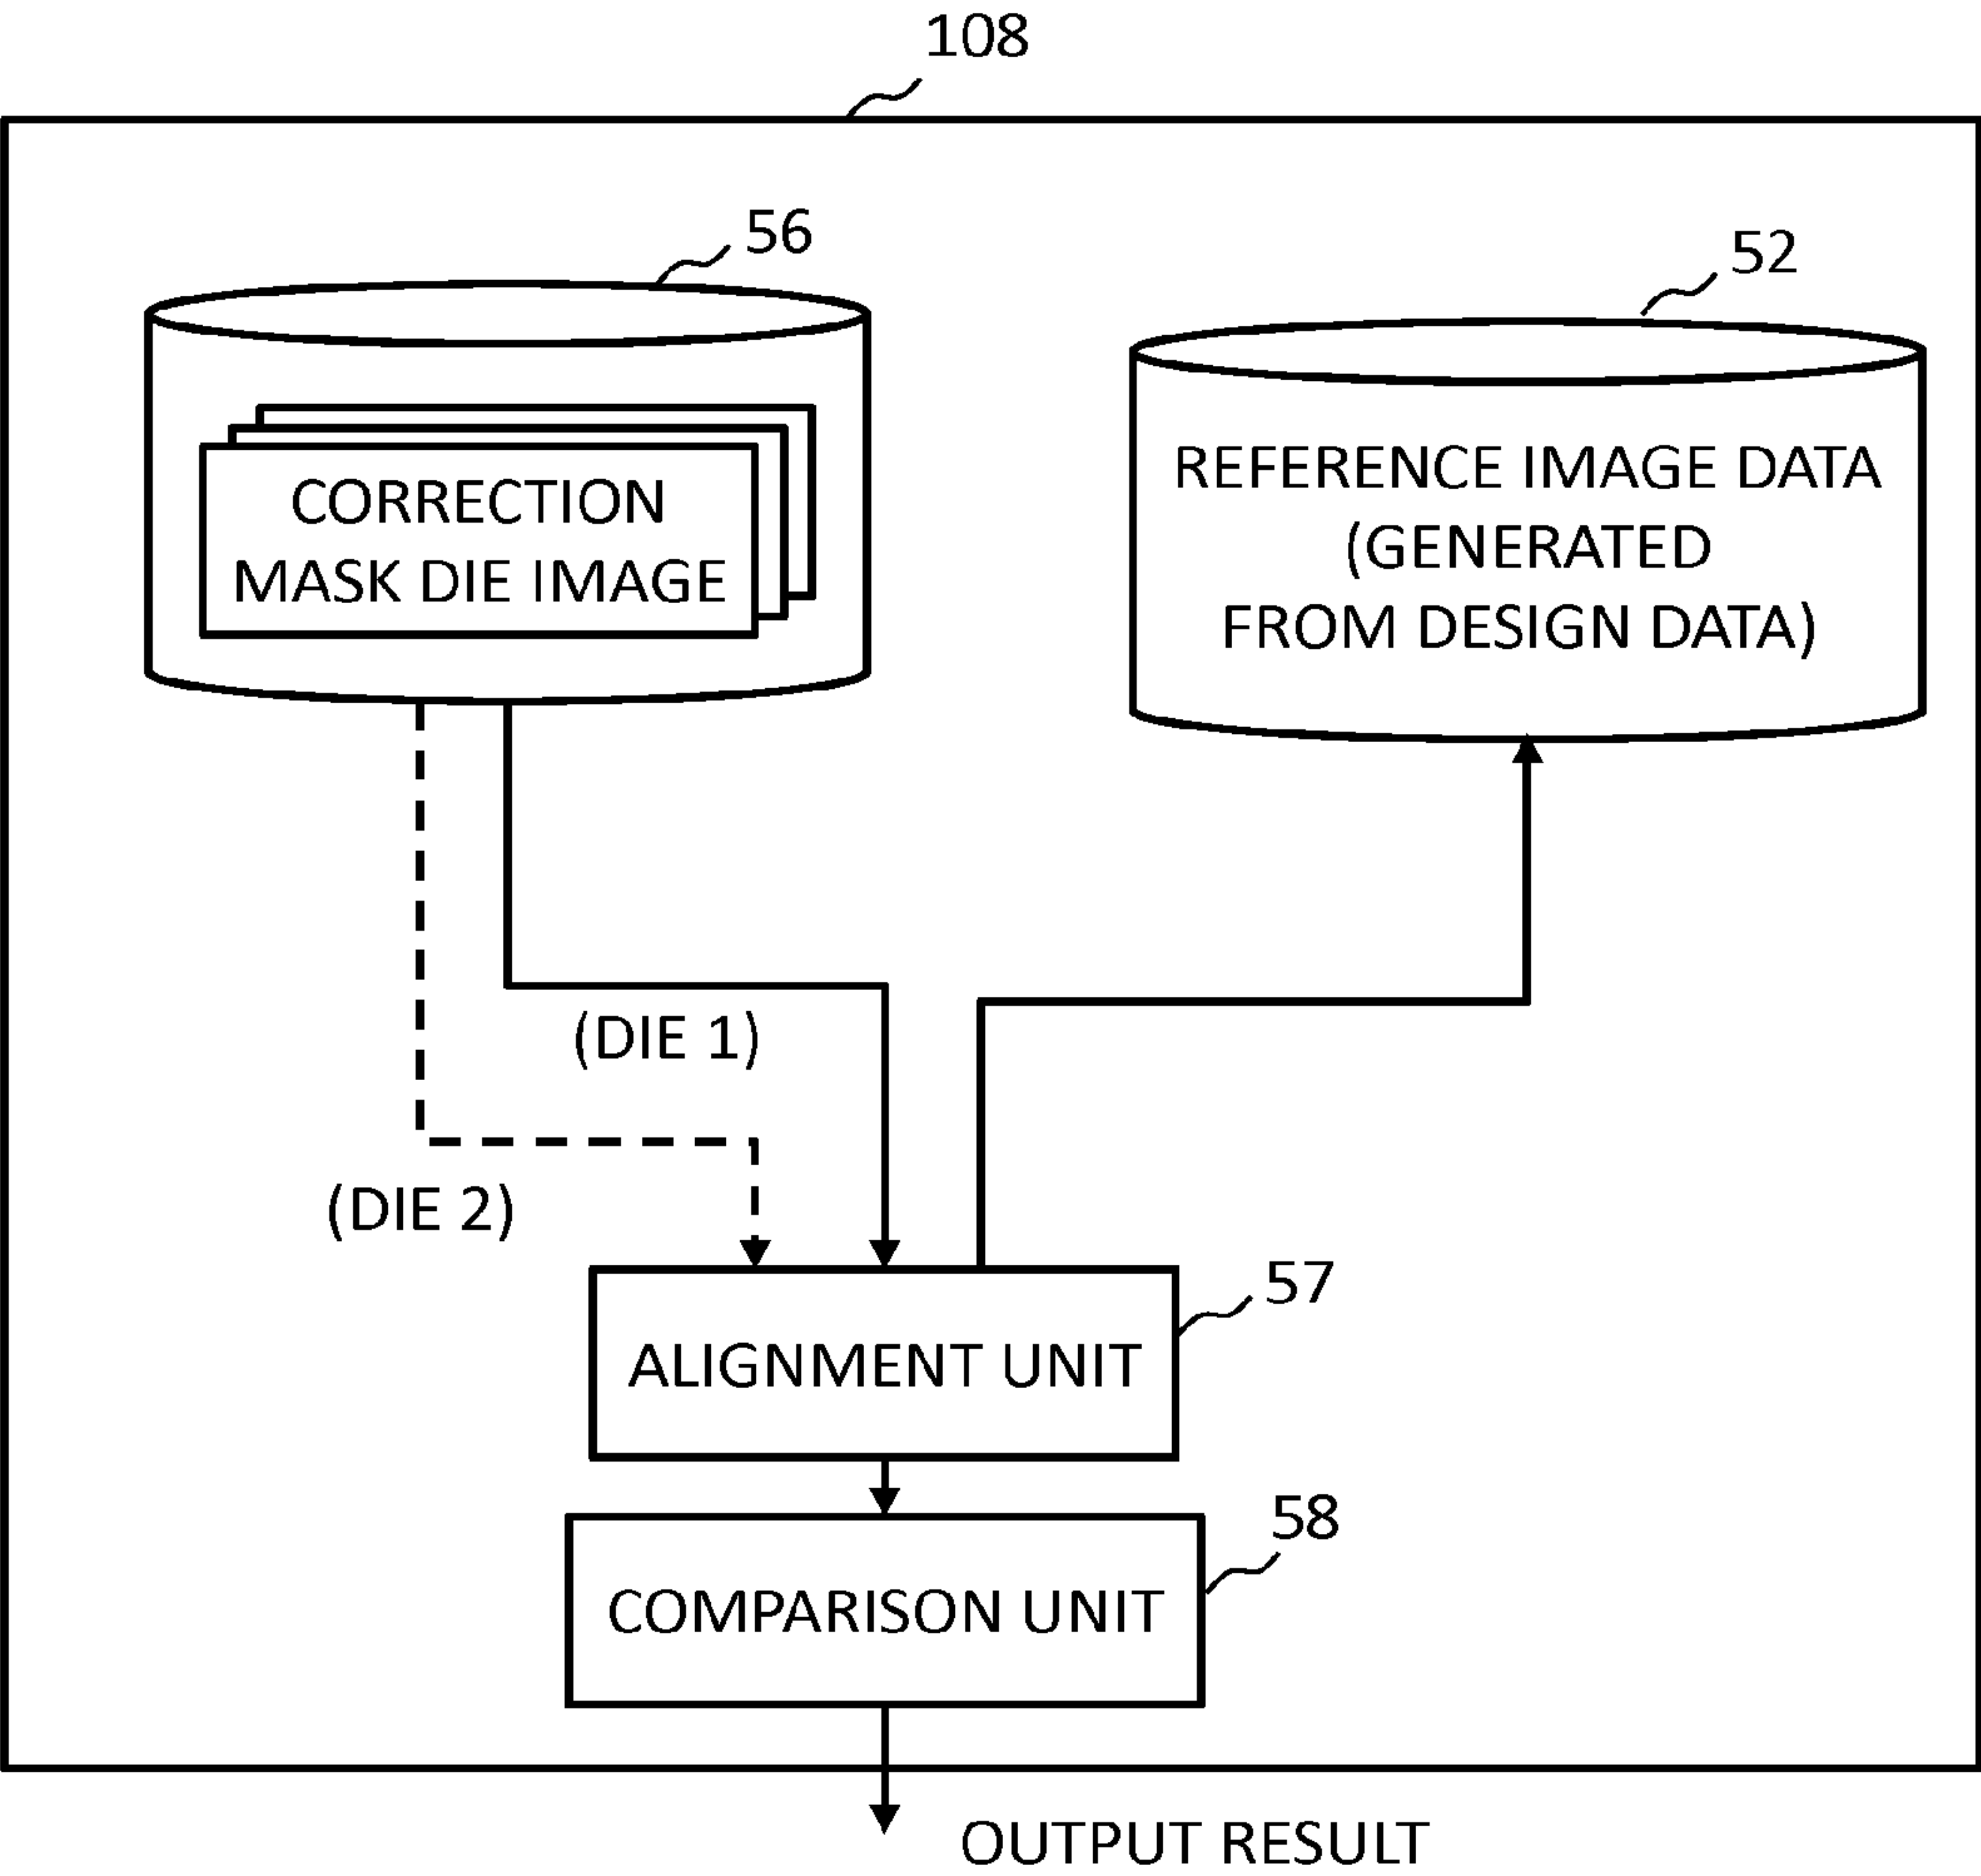 108
56
52
CORRECTION
MASK DIE IMAGE
REFERENCE IMAGE DATA
(GENERATED
FROM DESIGN DATA)
(DIE 1)
(DIE 2)
57
ALIGNMENT UNIT
58
COMPARISON UNIT
OUTPUT RESULT